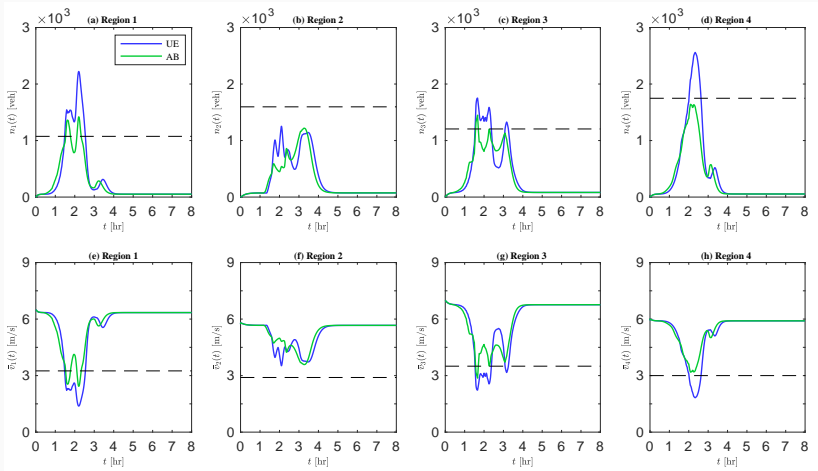 ×10³ (a) Region 1
UE
AB
3
2
1
0
n₁(t) [veh]
0 1 2 3 4 5 6 7 8
t [hr]
×10³ (b) Region 2
3
2
1
0
n₂(t) [veh]
0 1 2 3 4 5 6 7 8
t [hr]
×10³ (c) Region 3
3
2
1
0
n₃(t) [veh]
0 1 2 3 4 5 6 7 8
t [hr]
×10³ (d) Region 4
3
2
1
0
n₄(t) [veh]
0 1 2 3 4 5 6 7 8
t [hr]
(e) Region 1
9
6
3
0
v̅₁(t) [m/s]
0 1 2 3 4 5 6 7 8
t [hr]
(f) Region 2
9
6
3
0
v̅₂(t) [m/s]
0 1 2 3 4 5 6 7 8
t [hr]
(g) Region 3
9
6
3
0
v̅₃(t) [m/s]
0 1 2 3 4 5 6 7 8
t [hr]
(h) Region 4
9
6
3
0
v̅₄(t) [m/s]
0 1 2 3 4 5 6 7 8
t [hr]